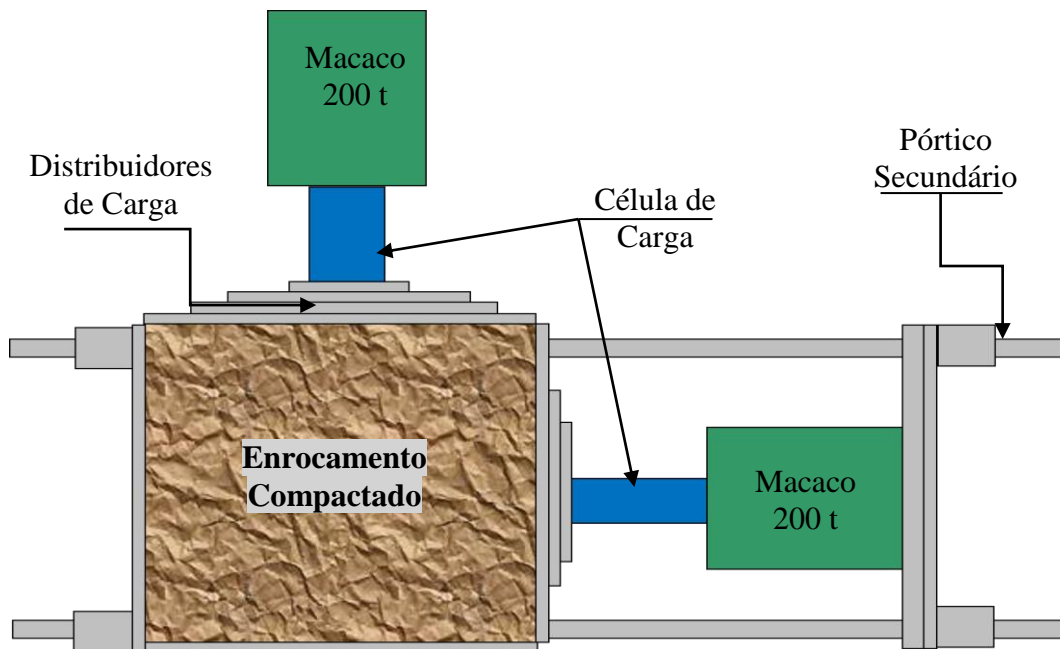 Macaco
200 t
Distribuidores
de Carga
Célula de
Carga
Pórtico
Secundário
Enrocamento
Compactado
Macaco
200 t